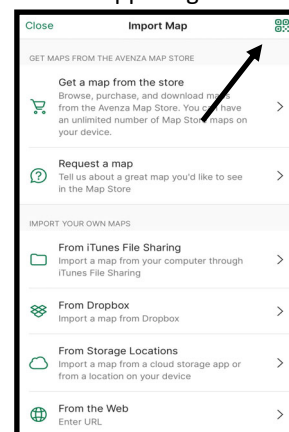 Close Import Map
GET MAPS FROM THE AVENZA MAP STORE
Get a map from the store
Browse, purchase, and download maps
from the Avenza Map Store. You can have
an unlimited number of Map Store maps on
your device.
Request a map
Tell us about a great map you'd like to see
in the Map Store
IMPORT YOUR OWN MAPS
From iTunes File Sharing
Import a map from your computer through
iTunes File Sharing
From Dropbox
Import a map from Dropbox
From Storage Locations
Import a map from a cloud storage app or
from a location on your device
From the Web
Enter URL